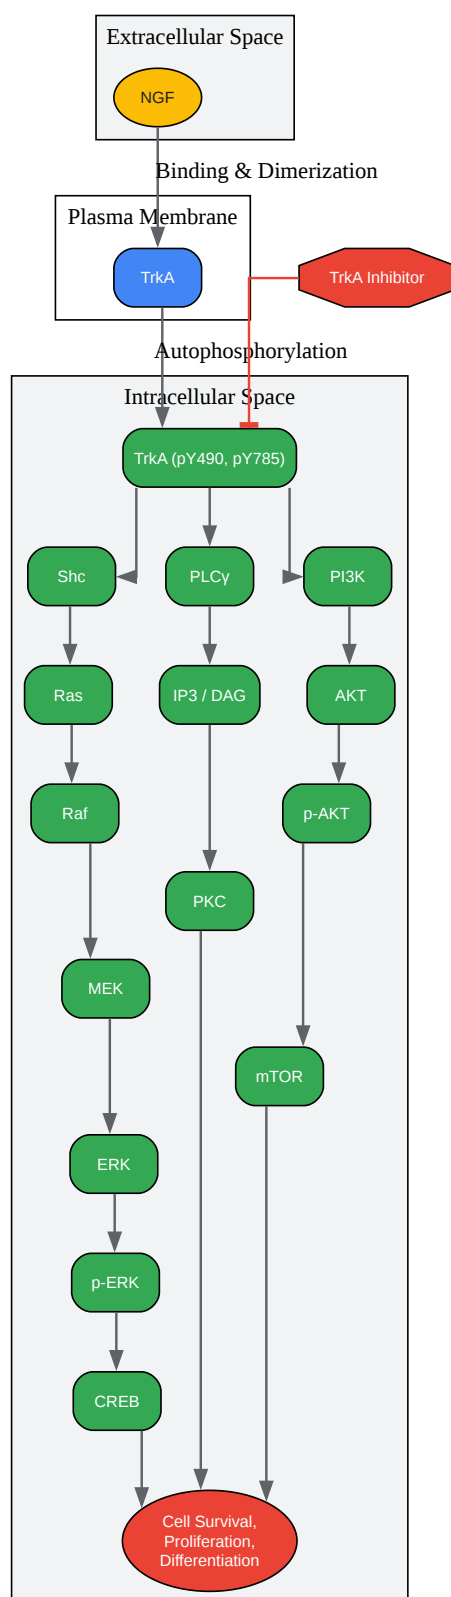 Extracellular Space
NGF
Binding & Dimerization
Plasma Membrane
TrkA
TrkA Inhibitor
Autophosphorylation
Intracellular Space
TrkA (pY490, pY785)
Shc
PLCγ
PI3K
Ras
IP3 / DAG
AKT
Raf
p-AKT
PKC
MEK
mTOR
ERK
p-ERK
CREB
Cell Survival,
Proliferation,
Differentiation